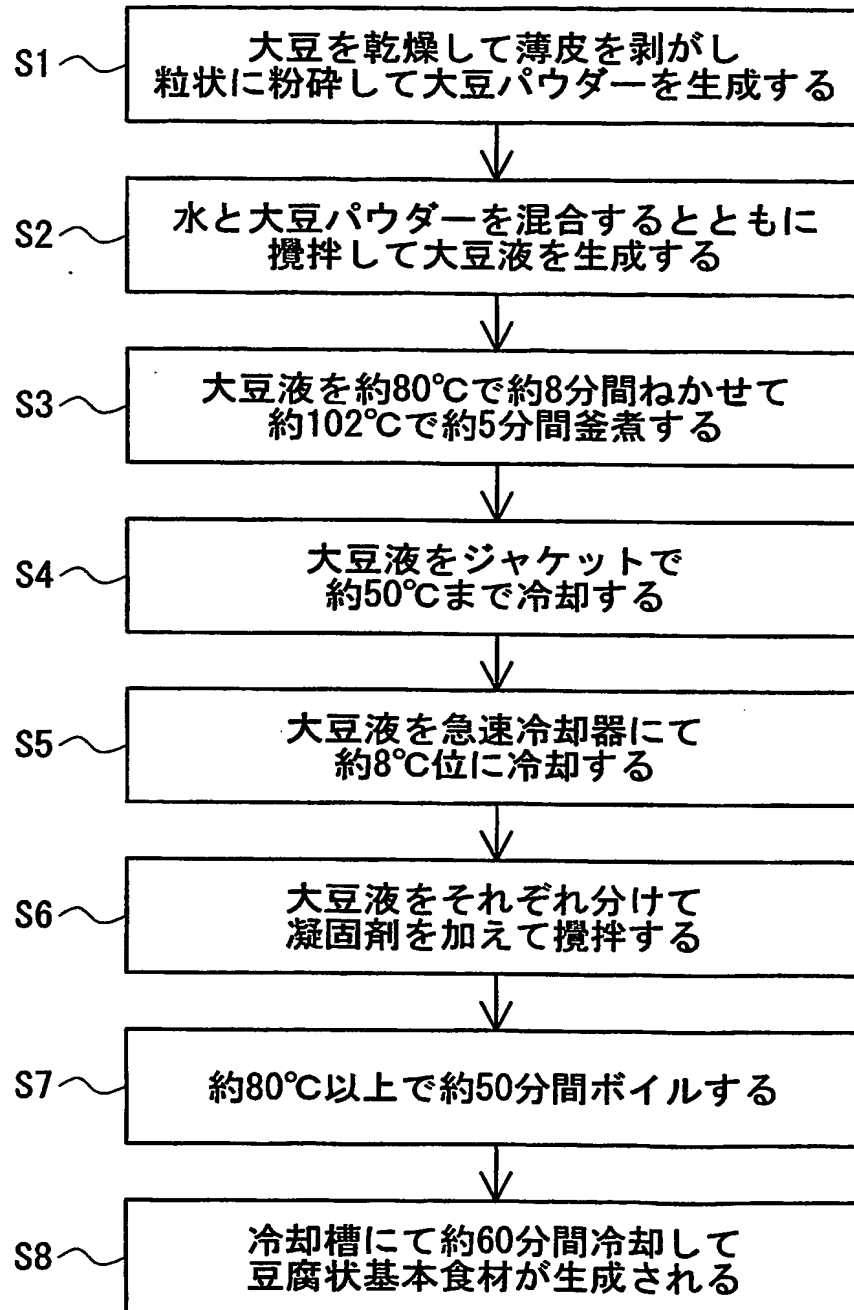 S1
大豆を乾燥して薄皮を剥がし
粒状に粉砕して大豆パウダーを生成する
S2
水と大豆パウダーを混合するとともに
攪拌して大豆液を生成する
S3
大豆液を約80℃で約8分間ねかせて
約102℃で約5分間釜煮する
S4
大豆液をジャケットで
約50℃まで冷却する
S5
大豆液を急速冷却器にて
約8℃位に冷却する
S6
大豆液をそれぞれ分けて
凝固剤を加えて攪拌する
S7
約80℃以上で約50分間ボイルする
S8
冷却槽にて約60分間冷却して
豆腐状基本食材が生成される